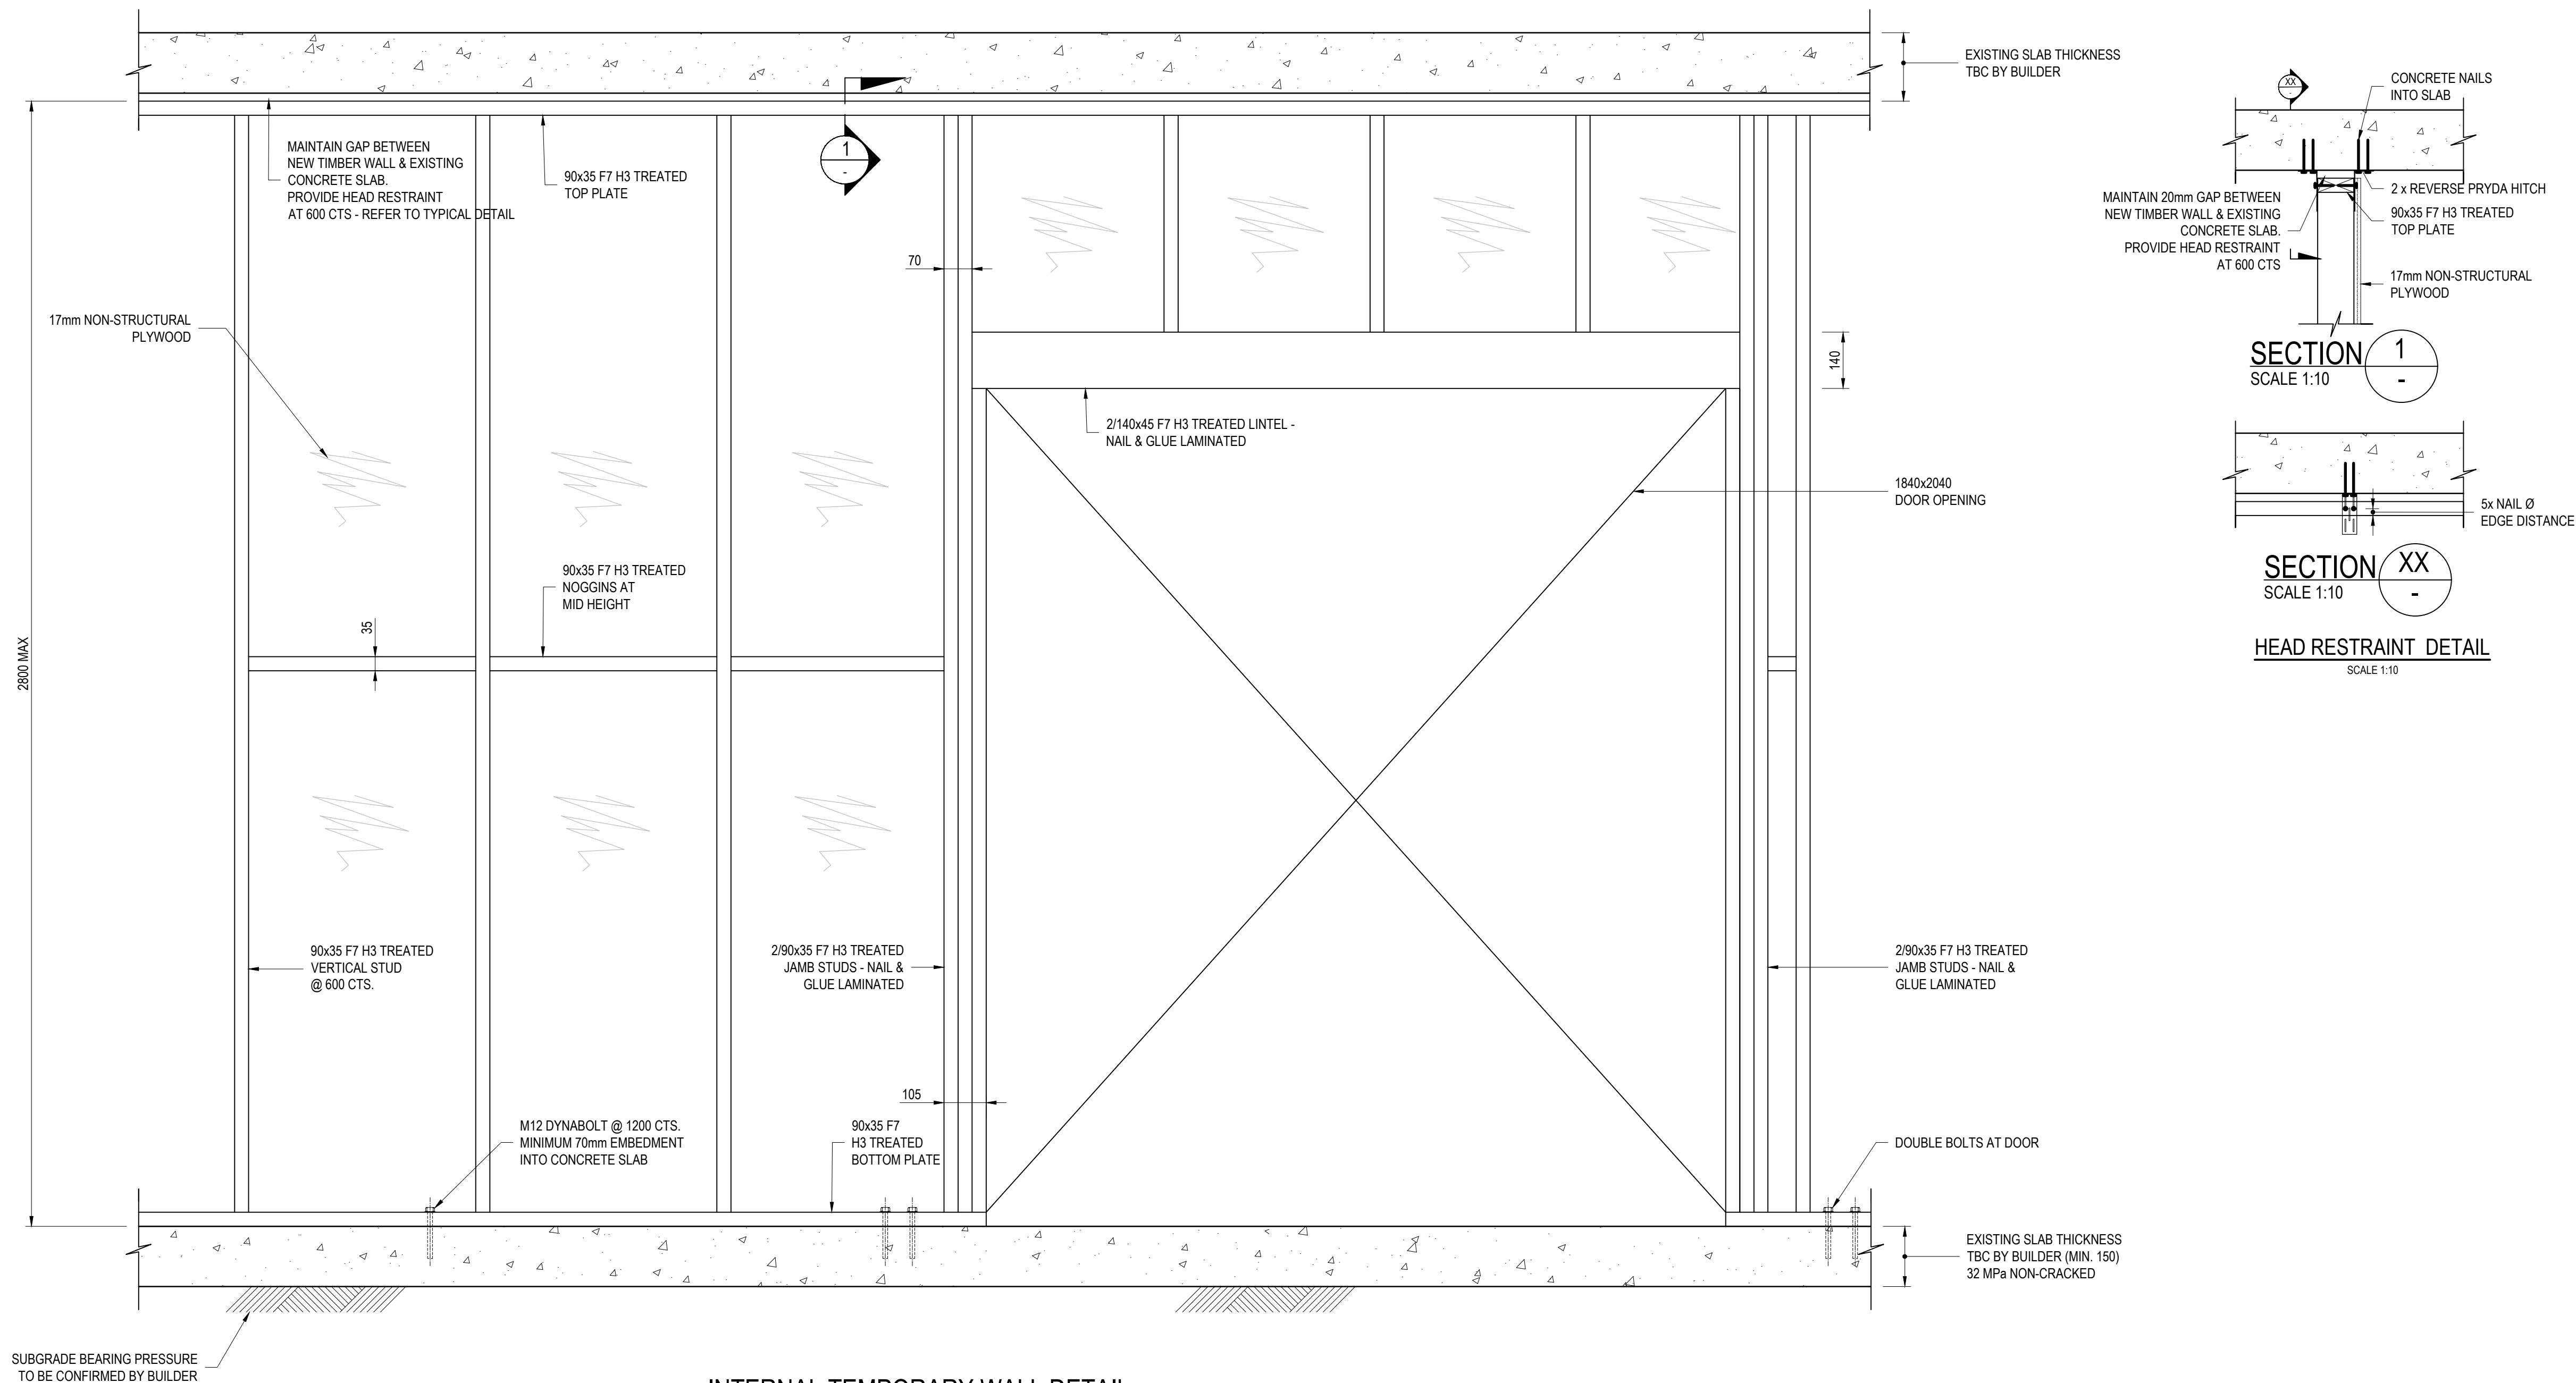 EXISTING SLAB THICKNESS
TBC BY BUILDER
MAINTAIN GAP BETWEEN
NEW TIMBER WALL & EXISTING
CONCRETE SLAB.
PROVIDE HEAD RESTRAINT
AT 600 CTS - REFER TO TYPICAL DETAIL
90x35 F7 H3 TREATED
TOP PLATE
1
-
70
17mm NON-STRUCTURAL
PLYWOOD
140
2/140x45 F7 H3 TREATED LINTEL -
NAIL & GLUE LAMINATED
1840x2040
DOOR OPENING
90x35 F7 H3 TREATED
NOGGINS AT
MID HEIGHT
35
2800 MAX
90x35 F7 H3 TREATED
VERTICAL STUD
@ 600 CTS.
2/90x35 F7 H3 TREATED
JAMB STUDS - NAIL &
GLUE LAMINATED
2/90x35 F7 H3 TREATED
JAMB STUDS - NAIL &
GLUE LAMINATED
105
M12 DYNABOLT @ 1200 CTS.
MINIMUM 70mm EMBEDMENT
INTO CONCRETE SLAB
90x35 F7
H3 TREATED
BOTTOM PLATE
DOUBLE BOLTS AT DOOR
EXISTING SLAB THICKNESS
TBC BY BUILDER (MIN. 150)
32 MPa NON-CRACKED
SUBGRADE BEARING PRESSURE
TO BE CONFIRMED BY BUILDER
INTERNAL TEMPORARY WALL DETAIL
XX
-
CONCRETE NAILS
INTO SLAB
2 x REVERSE PRYDA HITCH
90x35 F7 H3 TREATED
TOP PLATE
MAINTAIN 20mm GAP BETWEEN
NEW TIMBER WALL & EXISTING
CONCRETE SLAB.
PROVIDE HEAD RESTRAINT
AT 600 CTS
17mm NON-STRUCTURAL
PLYWOOD
SECTION 1
SCALE 1:10 -
5x NAIL Ø
EDGE DISTANCE
SECTION XX
SCALE 1:10 -
HEAD RESTRAINT DETAIL
SCALE 1:10